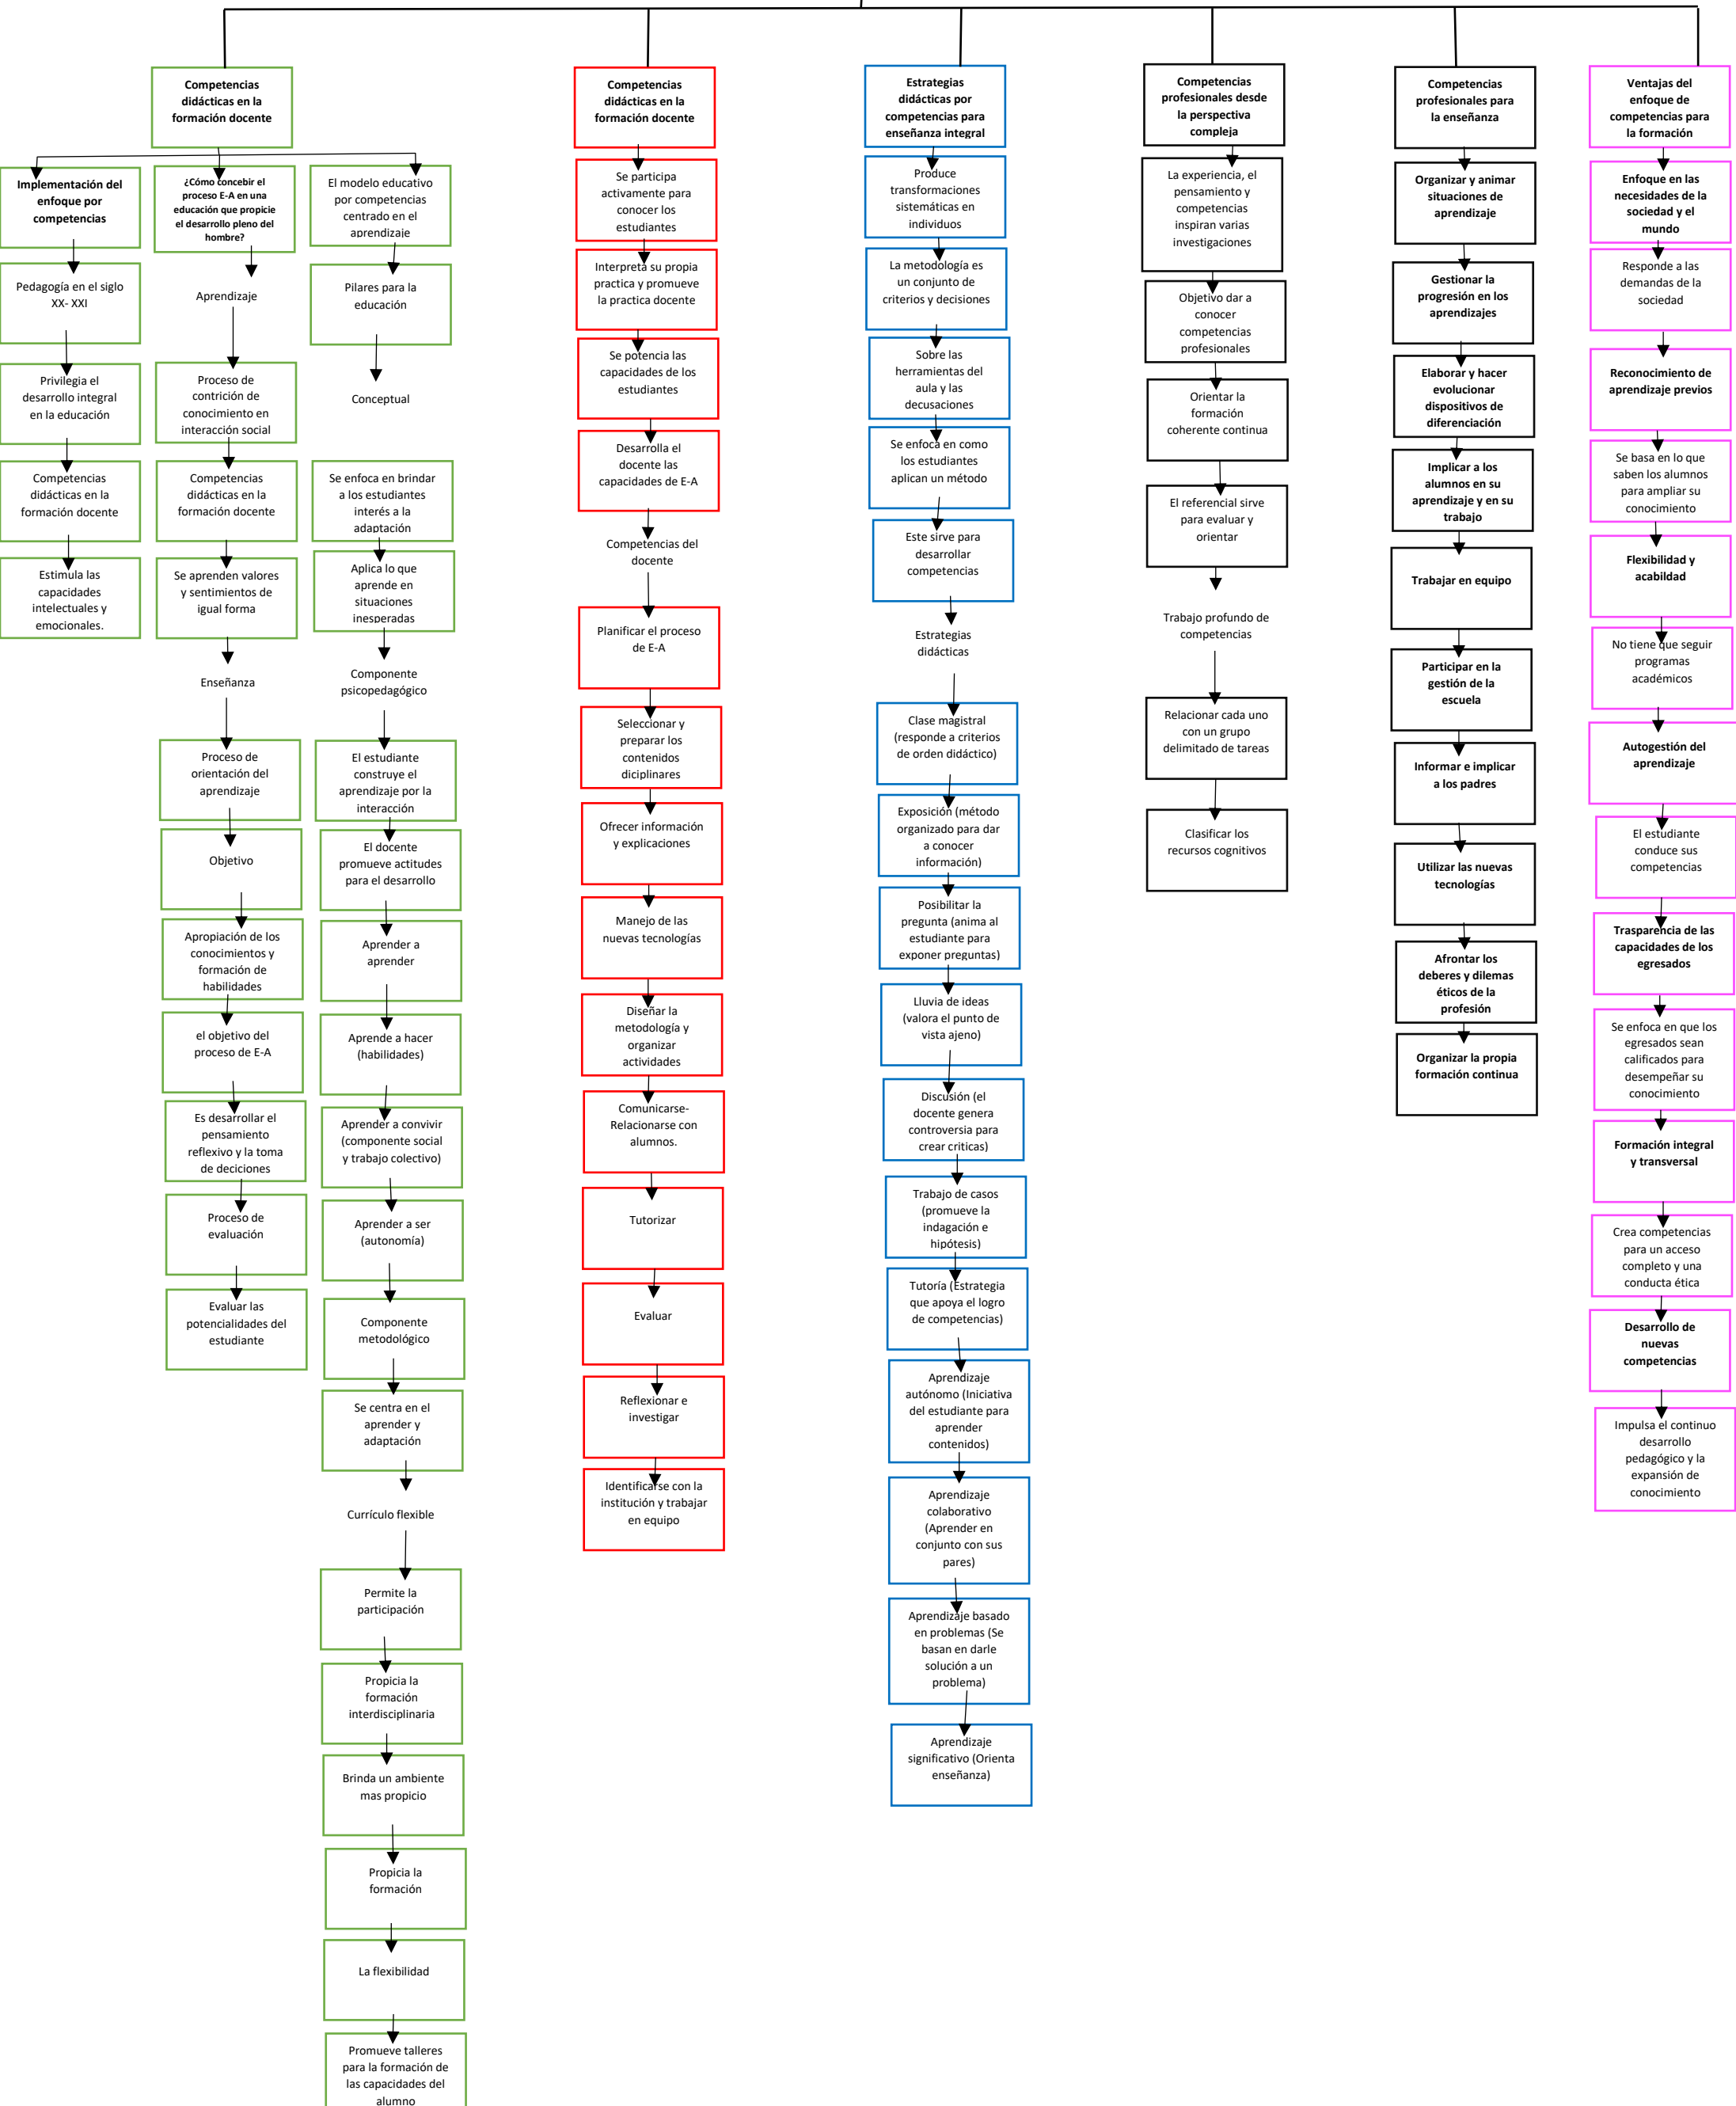 Competencias
didácticas en la
formación docente
Implementación del
enfoque por
competencias
Pedagogía en el siglo
XX- XXI
Privilegia el
desarrollo integral
en la educación
Competencias
didácticas en la
formación docente
Estimula las
capacidades
intelectuales y
emocionales.
¿Cómo concebir el
proceso E-A en una
educación que propicie
el desarrollo pleno del
hombre?
Aprendizaje
Proceso de
contrición de
conocimiento en
interacción social
Competencias
didácticas en la
formación docente
Se aprenden valores
y sentimientos de
igual forma
Enseñanza
Proceso de
orientación del
aprendizaje
Objetivo
Apropiación de los
conocimientos y
formación de
habilidades
el objetivo del
proceso de E-A
Es desarrollar el
pensamiento
reflexivo y la toma
de deciciones
Proceso de
evaluación
Evaluar las
potencialidades del
estudiante
El modelo educativo
por competencias
centrado en el
aprendizaje
Pilares para la
educación
Conceptual
Se enfoca en brindar
a los estudiantes
interés a la
adaptación
Aplica lo que
aprende en
situaciones
inesperadas
Componente
psicopedagógico
El estudiante
construye el
aprendizaje por la
interacción
El docente
promueve actitudes
para el desarrollo
Aprender a
aprender
Aprende a hacer
(habilidades)
Aprender a convivir
(componente social
y trabajo colectivo)
Aprender a ser
(autonomía)
Componente
metodológico
Se centra en el
aprender y
adaptación
Currículo flexible
Permite la
participación
Propicia la
formación
interdisciplinaria
Brinda un ambiente
mas propicio
Propicia la
formación
La flexibilidad
Promueve talleres
para la formación de
las capacidades del
alumno
Competencias
didácticas en la
formación docente
Se participa
activamente para
conocer los
estudiantes
Interpreta su propia
practica y promueve
la practica docente
Se potencia las
capacidades de los
estudiantes
Desarrolla el
docente las
capacidades de E-A
Competencias del
docente
Planificar el proceso
de E-A
Seleccionar y
preparar los
contenidos
diciplinares
Ofrecer información
y explicaciones
Manejo de las
nuevas tecnologías
Diseñar la
metodología y
organizar
actividades
Comunicarse-
Relacionarse con
alumnos.
Tutorizar
Evaluar
Reflexionar e
investigar
Identificarse con la
institución y trabajar
en equipo
Estrategias
didácticas por
competencias para
enseñanza integral
Produce
transformaciones
sistemáticas en
individuos
La metodología es
un conjunto de
criterios y decisiones
Sobre las
herramientas del
aula y las
decusaciones
Se enfoca en como
los estudiantes
aplican un método
Este sirve para
desarrollar
competencias
Estrategias
didácticas
Clase magistral
(responde a criterios
de orden didáctico)
Exposición (método
organizado para dar
a conocer
información)
Posibilitar la
pregunta (anima al
estudiante para
exponer preguntas)
Lluvia de ideas
(valora el punto de
vista ajeno)
Discusión (el
docente genera
controversia para
crear criticas)
Trabajo de casos
(promueve la
indagación e
hipótesis)
Tutoría (Estrategia
que apoya el logro
de competencias)
Aprendizaje
autónomo (Iniciativa
del estudiante para
aprender
contenidos)
Aprendizaje
colaborativo
(Aprender en
conjunto con sus
pares)
Aprendizaje basado
en problemas (Se
basan en darle
solución a un
problema)
Aprendizaje
significativo (Orienta
enseñanza)
Competencias
profesionales desde
la perspectiva
compleja
La experiencia, el
pensamiento y
competencias
inspiran varias
investigaciones
Objetivo dar a
conocer
competencias
profesionales
Orientar la
formación
coherente continua
El referencial sirve
para evaluar y
orientar
Trabajo profundo de
competencias
Relacionar cada uno
con un grupo
delimitado de tareas
Clasificar los
recursos cognitivos
Competencias
profesionales para
la enseñanza
Organizar y animar
situaciones de
aprendizaje
Gestionar la
progresión en los
aprendizajes
Elaborar y hacer
evolucionar
dispositivos de
diferenciación
Implicar a los
alumnos en su
aprendizaje y en su
trabajo
Trabajar en equipo
Participar en la
gestión de la
escuela
Informar e implicar
a los padres
Utilizar las nuevas
tecnologías
Afrontar los
deberes y dilemas
éticos de la
profesión
Organizar la propia
formación continua
Ventajas del
enfoque de
competencias para
la formación
Enfoque en las
necesidades de la
sociedad y el
mundo
Responde a las
demandas de la
sociedad
Reconocimiento de
aprendizaje previos
Se basa en lo que
saben los alumnos
para ampliar su
conocimiento
Flexibilidad y
acabildad
No tiene que seguir
programas
académicos
Autogestión del
aprendizaje
El estudiante
conduce sus
competencias
Trasparencia de las
capacidades de los
egresados
Se enfoca en que los
egresados sean
calificados para
desempeñar su
conocimiento
Formación integral
y transversal
Crea competencias
para un acceso
completo y una
conducta ética
Desarrollo de
nuevas
competencias
Impulsa el continuo
desarrollo
pedagógico y la
expansión de
conocimiento